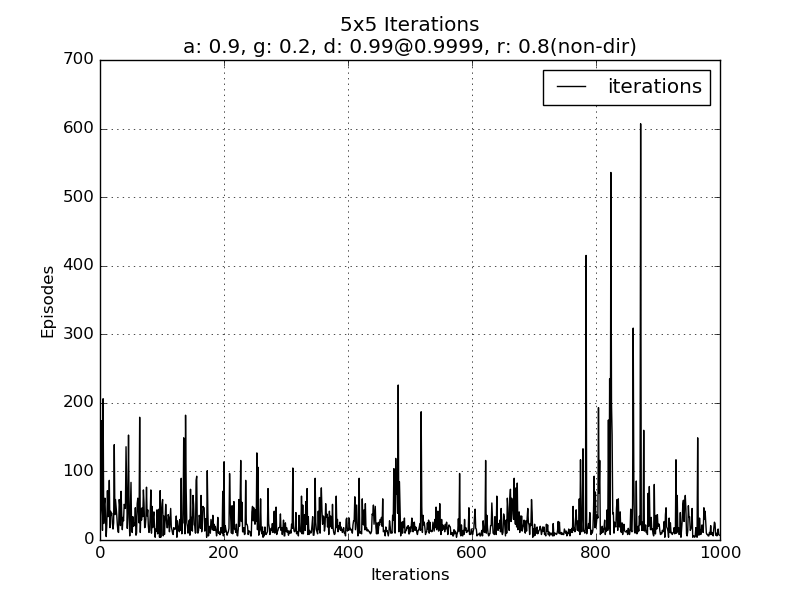 5x5 Iterations
a: 0.9, g: 0.2, d: 0.99@0.9999, r: 0.8(non-dir)
iterations
700
600
500
400
300
200
100
0
Episodes
0 200 400 600 800 1000
Iterations